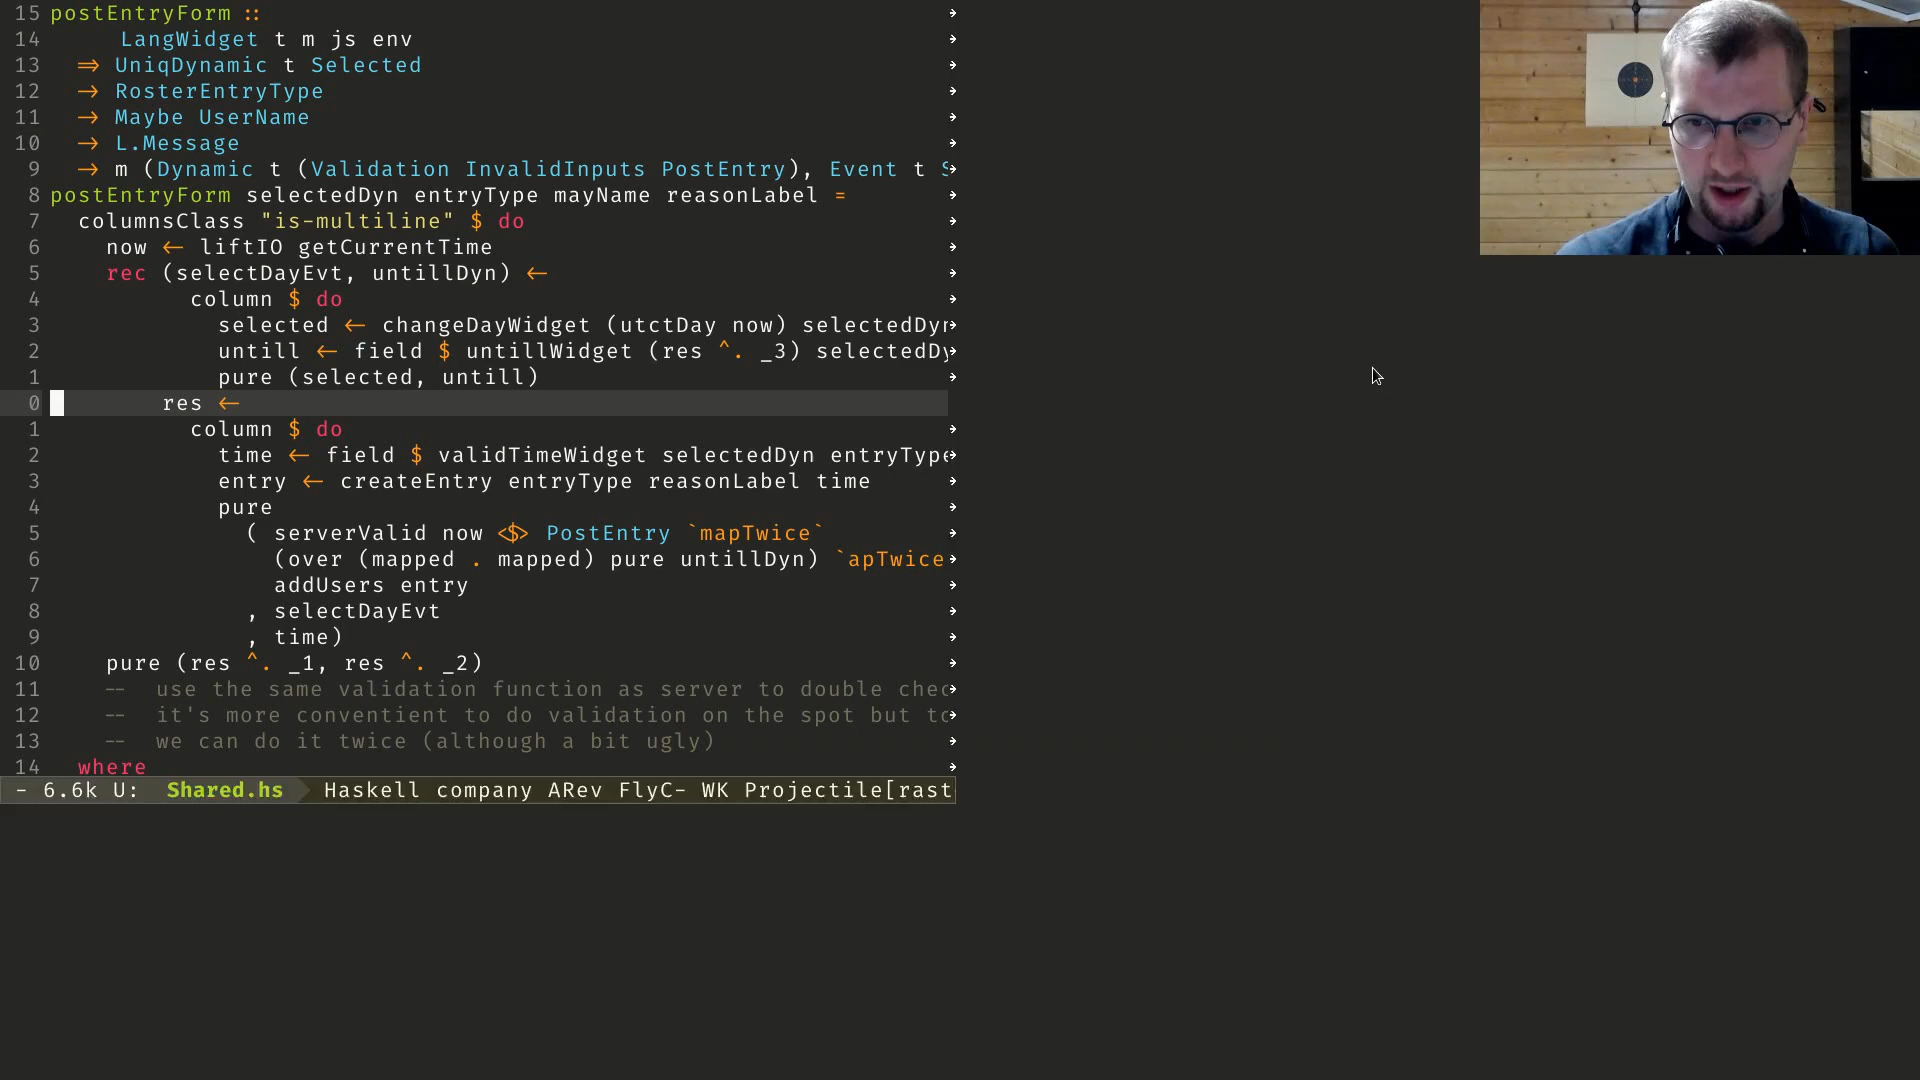 15 postEntryForm ::
14 LangWidget t m js env
13 ⇒ UniqDynamic t Selected
12 → RosterEntryType
11 → Maybe UserName
10 → L.Message
9 → m (Dynamic t (Validation InvalidInputs PostEntry), Event t
8 postEntryForm selectedDyn entryType mayName reasonLabel =
7 columnsClass "is-multiline" $ do
6 now ← liftIO getCurrentTime
5 rec (selectDayEvt, untillDyn) ←
4 column $ do
3 selected ← changeDayWidget (utctDay now)
2 untill ← field $ untillWidget (res ^. _3)
1 pure (selected, untill)
0 res ←
1 column $ do
2 time ← field $ validTimeWidget selectedDyn
3 entry ← createEntry entryType reasonLabel time
4 pure
5 ( serverValid now <$> PostEntry `mapTwice`
6 (over (mapped . mapped) pure untillDyn) `apTwice
7 addUsers entry
8 , selectDayEvt
9 , time)
10 pure (res ^. _1, res ^. _2)
11 -- use the same validation function as server to double
12 -- it's more conventient to do validation on the spot but
13 -- we can do it twice (although a bit ugly)
14 where
- 6.6k U: Shared.hs Haskell company ARev FlyC- WK Projectile[rast